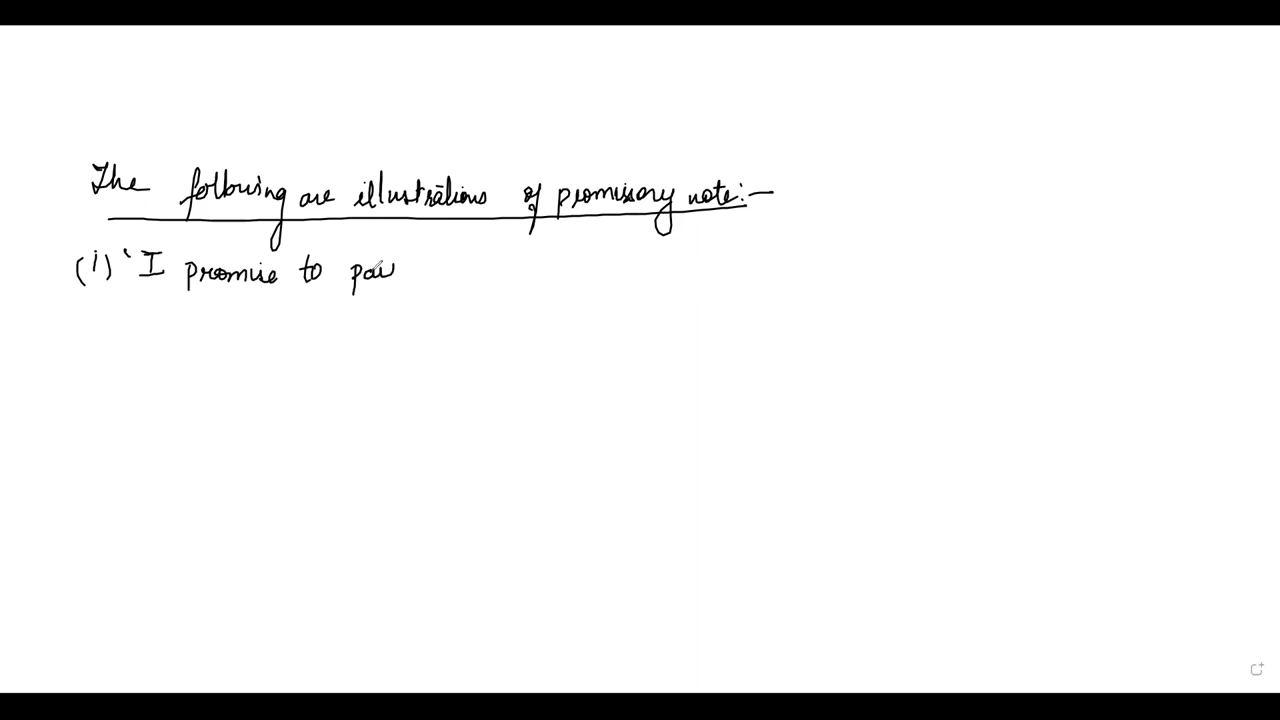 The following are illustrations of promissory note:-
(i) 'I promise to pay